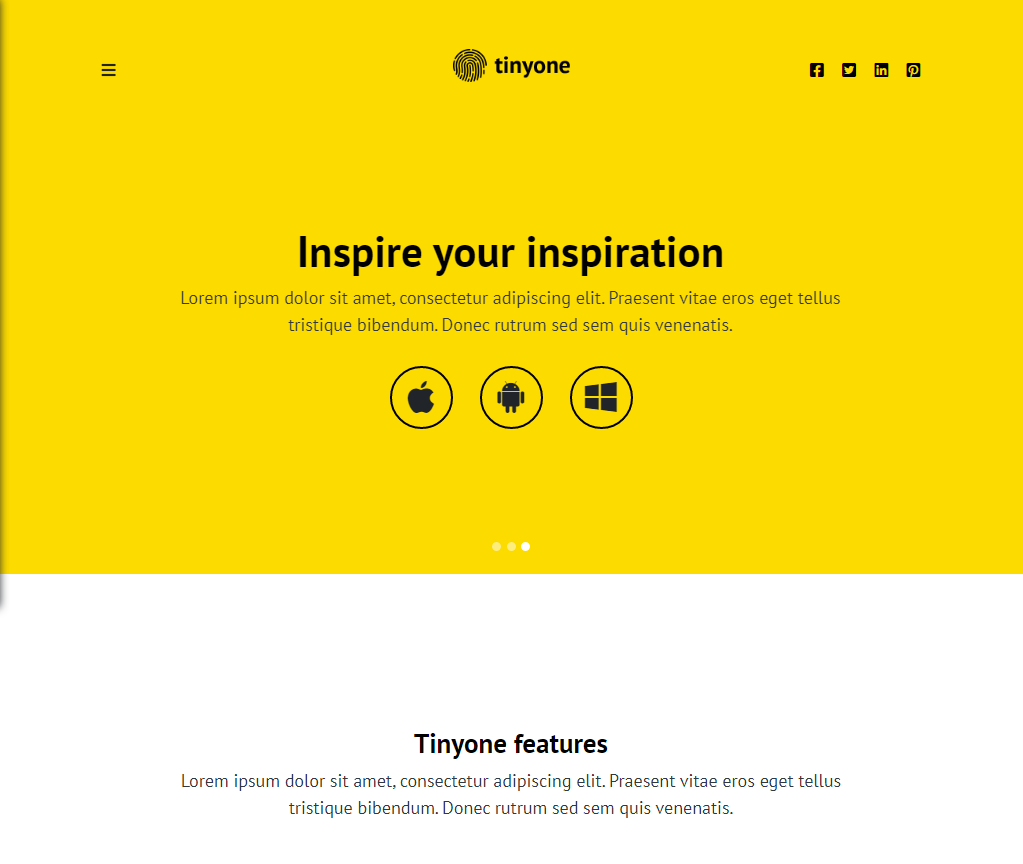 tinyone
Inspire your inspiration
Lorem ipsum dolor sit amet, consectetur adipiscing elit. Praesent vitae eros eget tellus
tristique bibendum. Donec rutrum sed sem quis venenatis.
Tinyone features
Lorem ipsum dolor sit amet, consectetur adipiscing elit. Praesent vitae eros eget tellus
tristique bibendum. Donec rutrum sed sem quis venenatis.